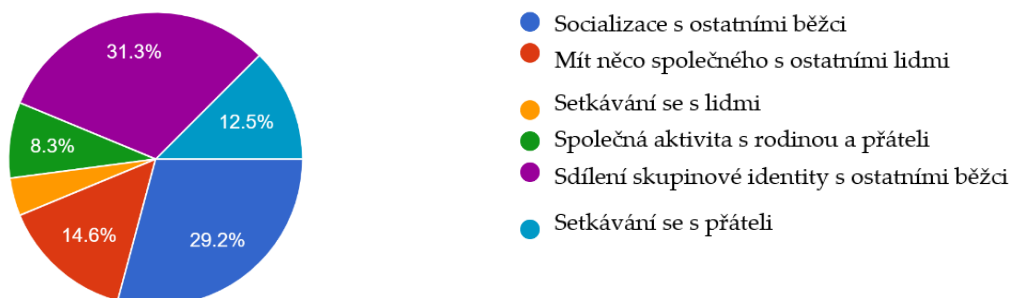 31.3%
12.5%
8.3%
14.6%
29.2%
Socializace s ostatními běžci
Mít něco společného s ostatními lidmi
Setkávání se s lidmi
Společná aktivita s rodinou a přáteli
Sdílení skupinové identity s ostatními běžci
Setkávání se s přáteli